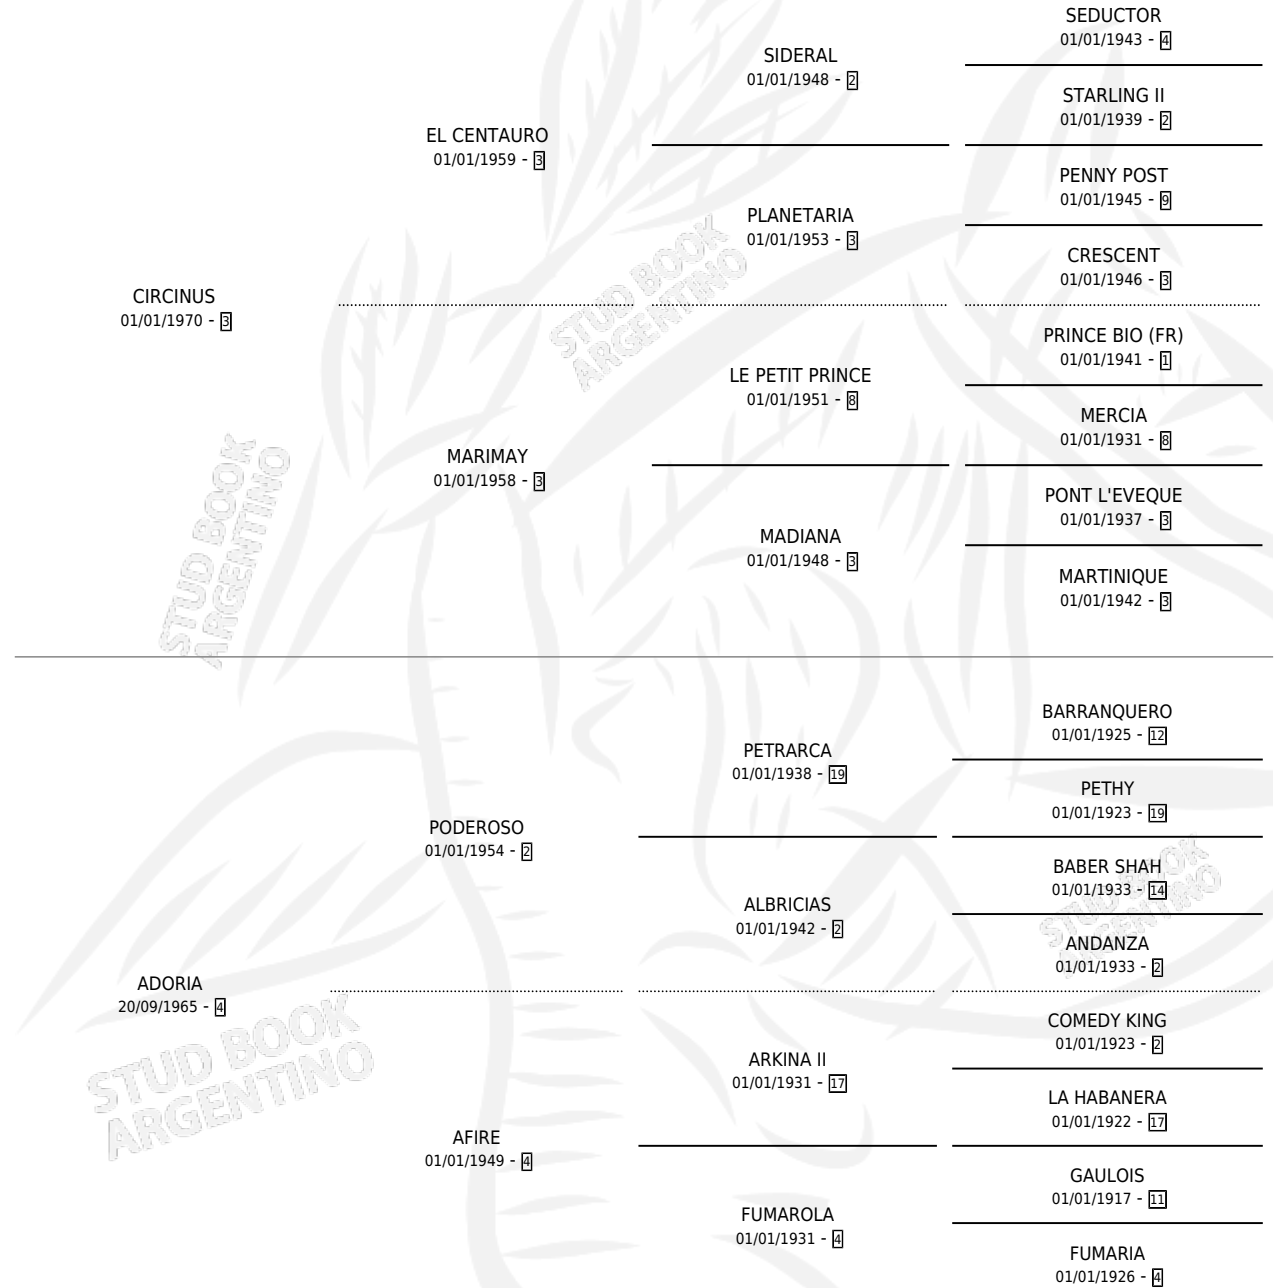 SEDUCTOR
01/01/1943 - 4
SIDERAL
01/01/1948 - 2
STARLING II
01/01/1939 - 2
EL CENTAURO
01/01/1959 - 3
PENNY POST
01/01/1945 - 9
PLANETARIA
01/01/1953 - 3
CRESCENT
01/01/1946 - 3
CIRCINUS
01/01/1970 - 3
PRINCE BIO (FR)
01/01/1941 - 1
LE PETIT PRINCE
01/01/1951 - 8
MERCIA
01/01/1931 - 8
MARIMAY
01/01/1958 - 3
PONT L'EVEQUE
01/01/1937 - 3
MADIANA
01/01/1948 - 3
MARTINIQUE
01/01/1942 - 3
BARRANQUERO
01/01/1925 - 12
PETRARCA
01/01/1938 - 19
PETHY
01/01/1923 - 19
PODEROSO
01/01/1954 - 2
BABER SHAH
01/01/1933 - 14
ALBRICIAS
01/01/1942 - 2
ANDANZA
01/01/1933 - 2
ADORIA
20/09/1965 - 4
COMEDY KING
01/01/1923 - 2
ARKINA II
01/01/1931 - 17
LA HABANERA
01/01/1922 - 17
AFIRE
01/01/1949 - 4
GAULOIS
01/01/1917 - 11
FUMAROLA
01/01/1931 - 4
FUMARIA
01/01/1926 - 4
STUD BOOK
ARGENTINO
STUD BOOK
ARGENTINO
STUD BOOK
ARGENTINO
STUD BOOK
ARGENTINO